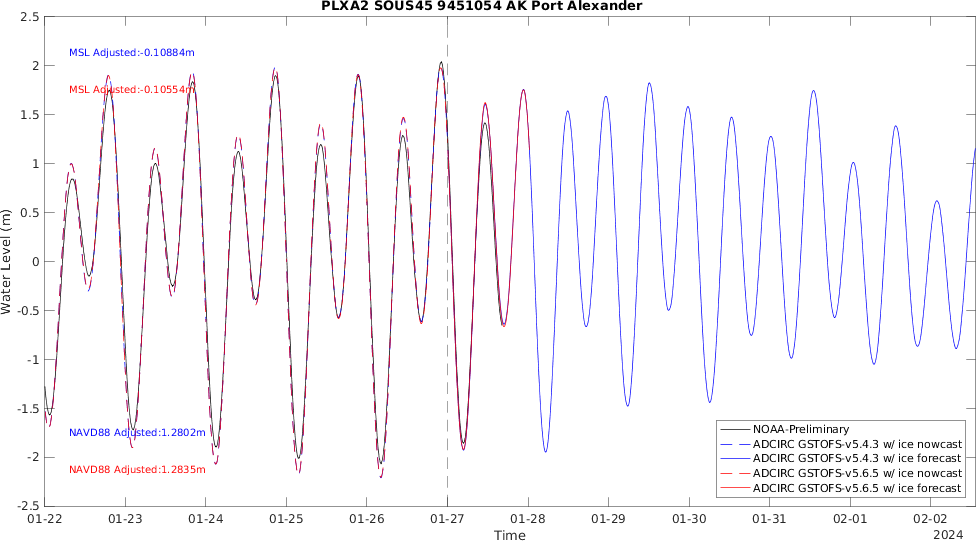 PLXA2 SOUS45 9451054 AK Port Alexander
2.5
2
1.5
1
0.5
0
-0.5
-1
-1.5
-2
-2.5
Water Level (m)
MSL Adjusted:-0.10884m
MSL Adjusted:-0.10554m
NAVD88 Adjusted:1.2802m
NAVD88 Adjusted:1.2835m
NOAA-Preliminary
ADCIRC GSTOFS-v5.4.3 w/ ice nowcast
ADCIRC GSTOFS-v5.4.3 w/ ice forecast
ADCIRC GSTOFS-v5.6.5 w/ ice nowcast
ADCIRC GSTOFS-v5.6.5 w/ ice forecast
01-22 01-23 01-24 01-25 01-26 01-27 01-28 01-29 01-30 01-31 02-01 02-02
Time
2024